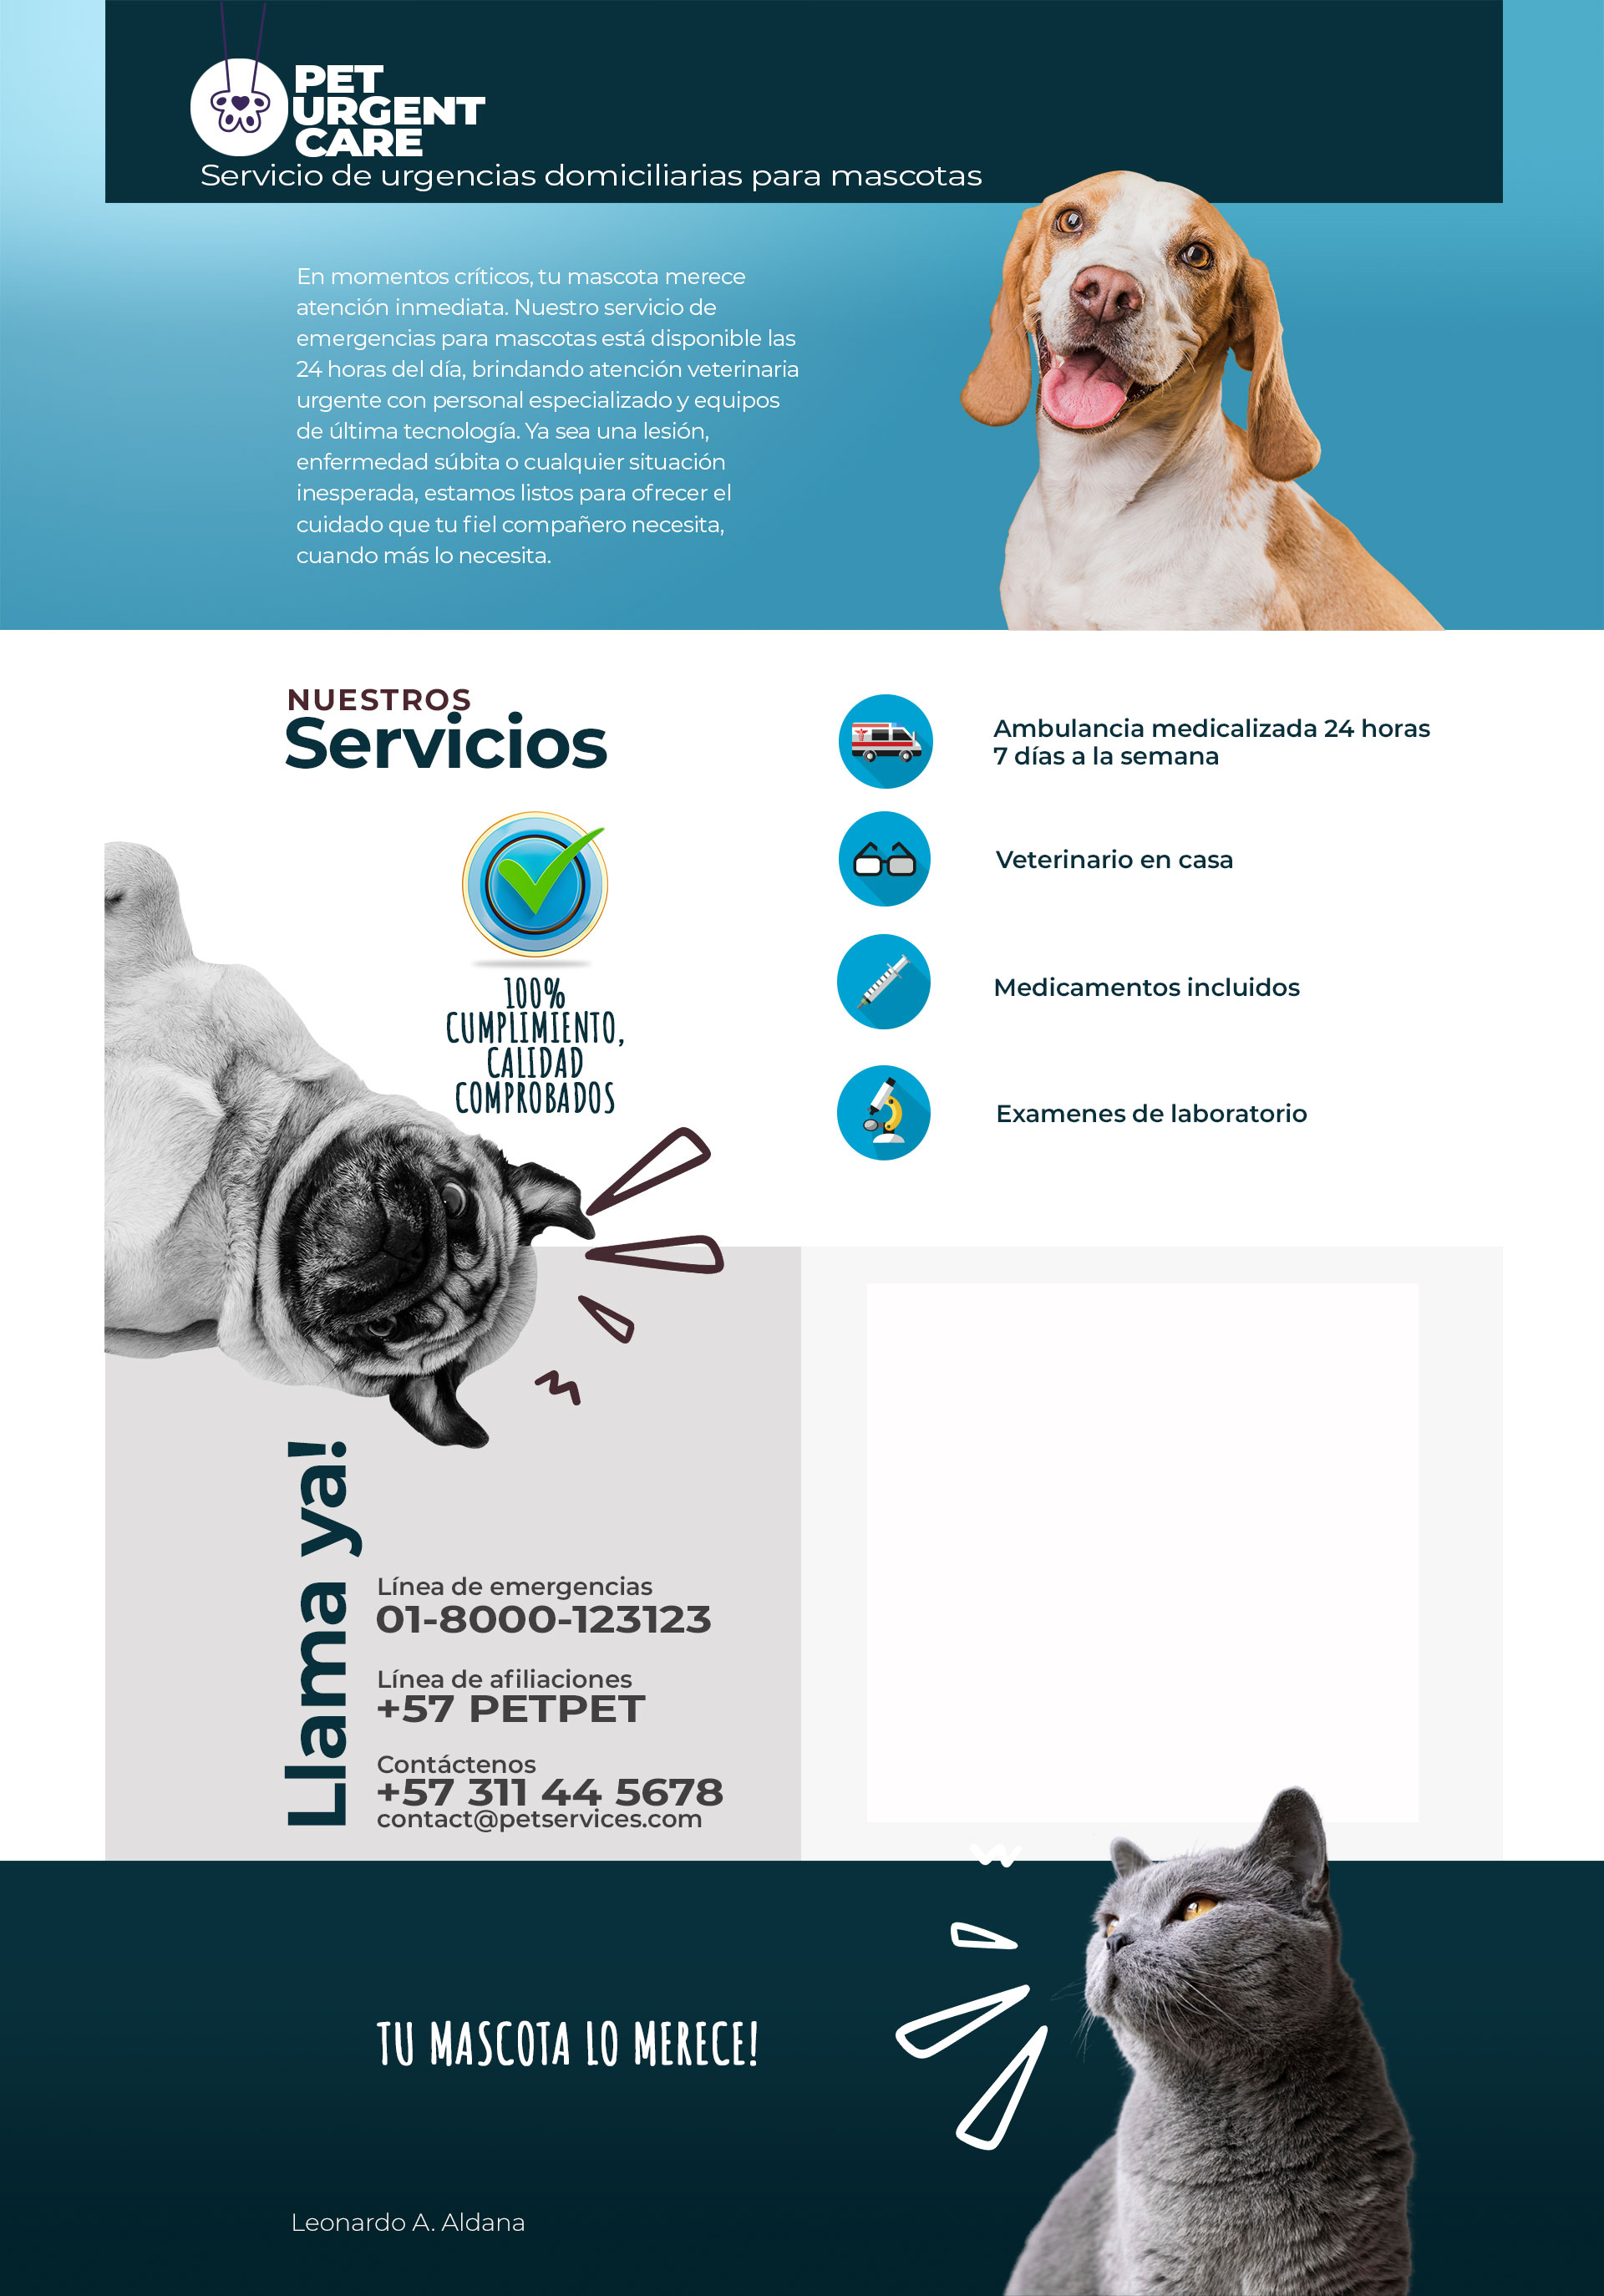 PET
URGENT
CARE
Servicio de urgencias domiciliarias para mascotas
En momentos críticos, tu mascota merece
atención inmediata. Nuestro servicio de
emergencias para mascotas está disponible las
24 horas del día, brindando atención veterinaria
urgente con personal especializado y equipos
de última tecnología. Ya sea una lesión,
enfermedad súbita o cualquier situación
inesperada, estamos listos para ofrecer el
cuidado que tu fiel compañero necesita,
cuando más lo necesita.
NUESTROS
Servicios
100%
CUMPLIMIENTO,
CALIDAD
COMPROBADOS
Ambulancia medicalizada 24 horas
7 días a la semana
Veterinario en casa
Medicamentos incluidos
Examenes de laboratorio
Llama ya!
Línea de emergencias
01-8000-123123
Línea de afiliaciones
+57 PETPET
Contáctenos
+57 311 44 5678
contact@petservices.com
TU MASCOTA LO MERECE!
Leonardo A. Aldana